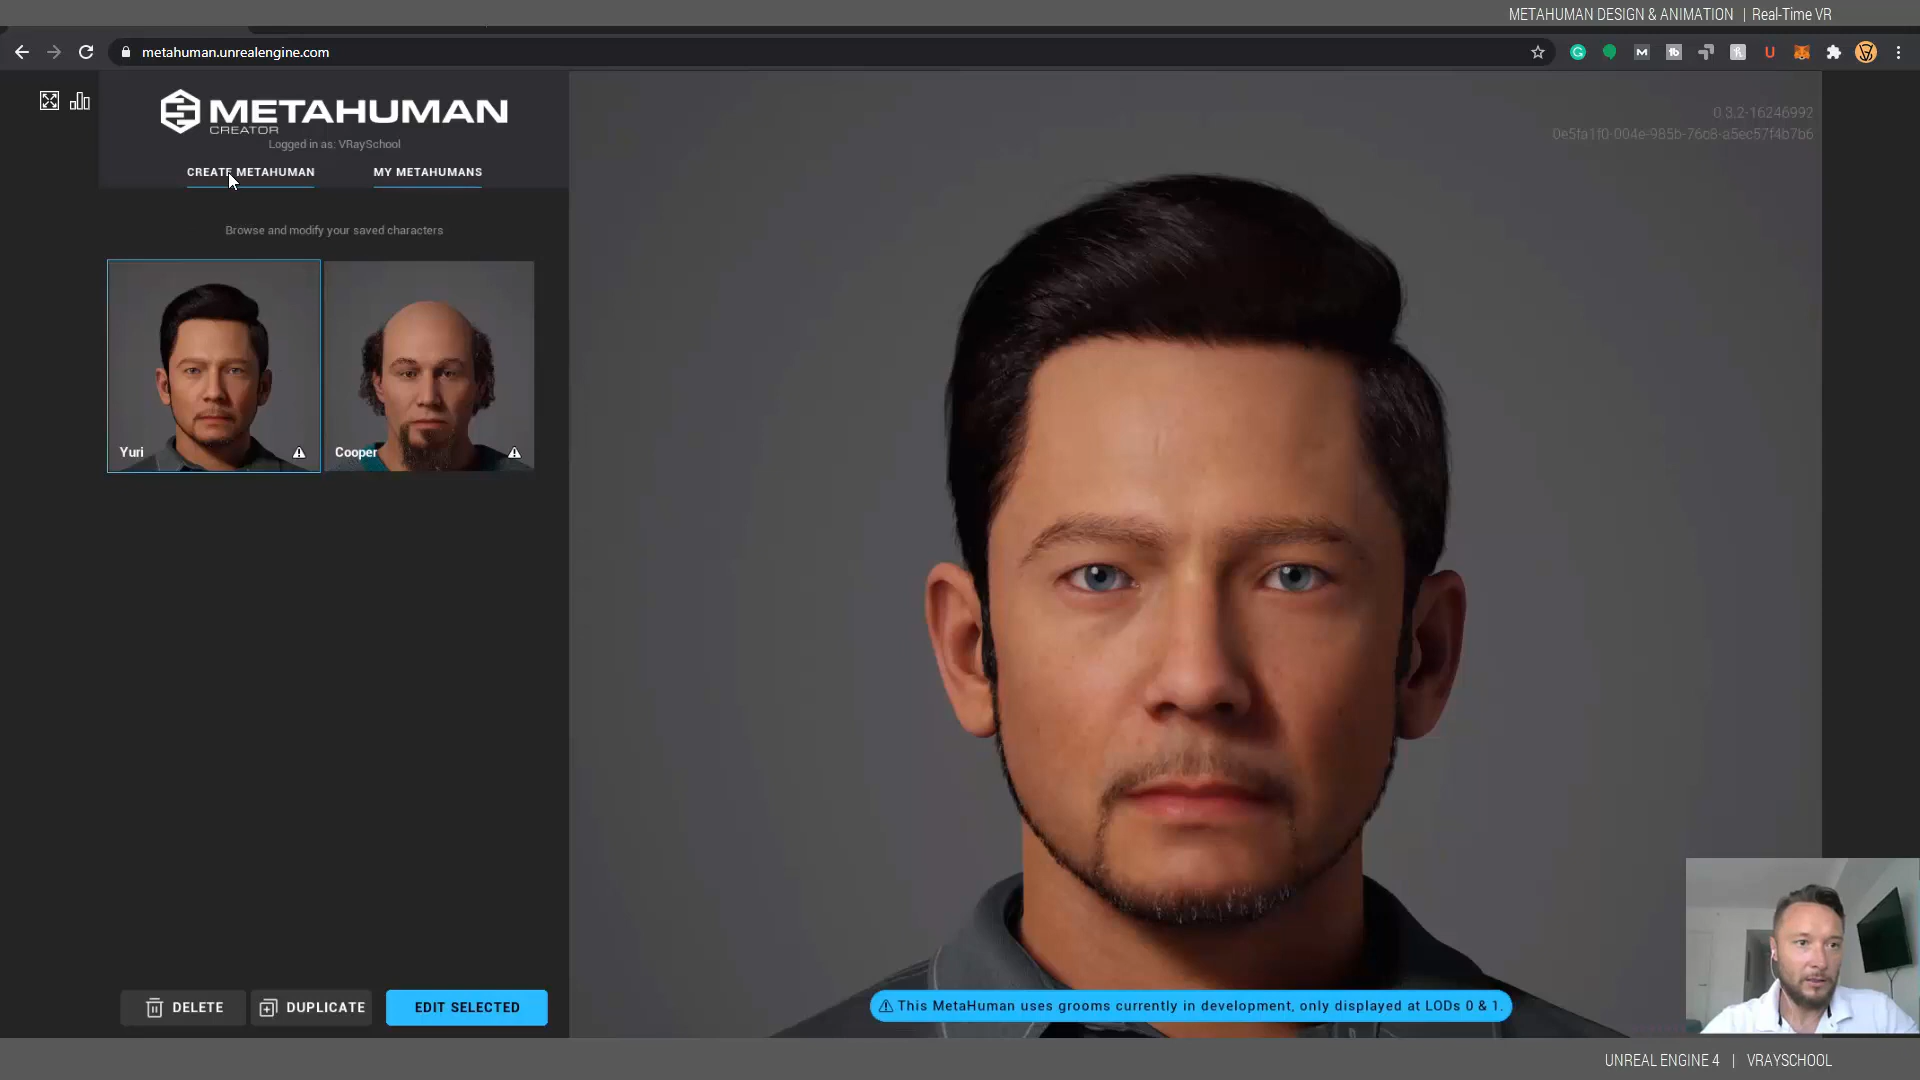 METAHUMAN DESIGN & ANIMATION | Real-Time VR
metahuman.unrealengine.com
METAHUMAN
CREATOR
Logged in as: VRaySchool
CREATE METAHUMAN MY METAHUMANS
Browse and modify your saved characters
Yuri
Cooper
0.3.2-16246992
0e5fa1f0-004e-985b-76c8-a5ec57f4b7b6
DELETE DUPLICATE EDIT SELECTED
This MetaHuman uses grooms currently in development, only displayed at LODs 0 & 1.
UNREAL ENGINE 4 | VRAYSCHOOL